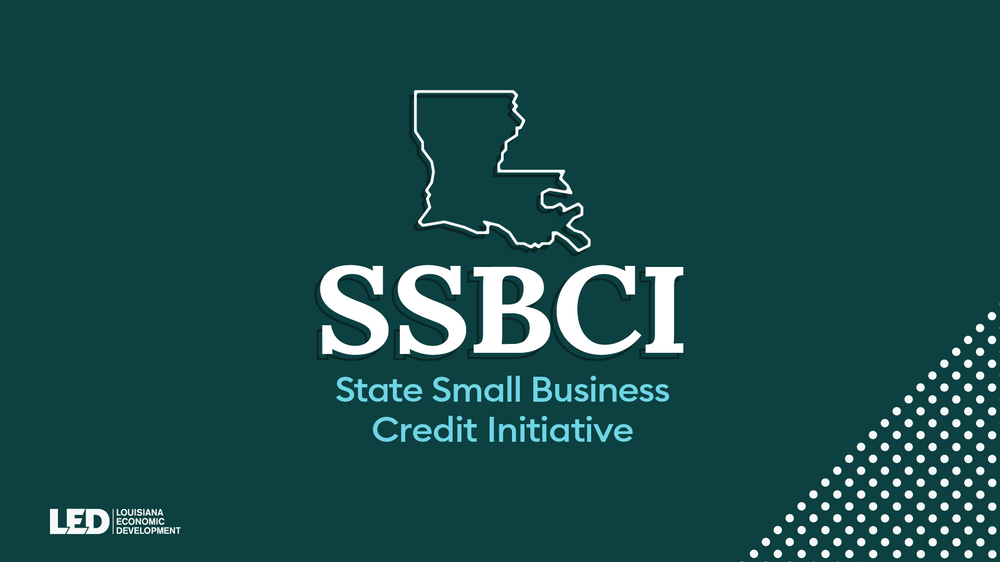 SSBCI
State Small Business
Credit Initiative
LED
LOUISIANA
ECONOMIC
DEVELOPMENT